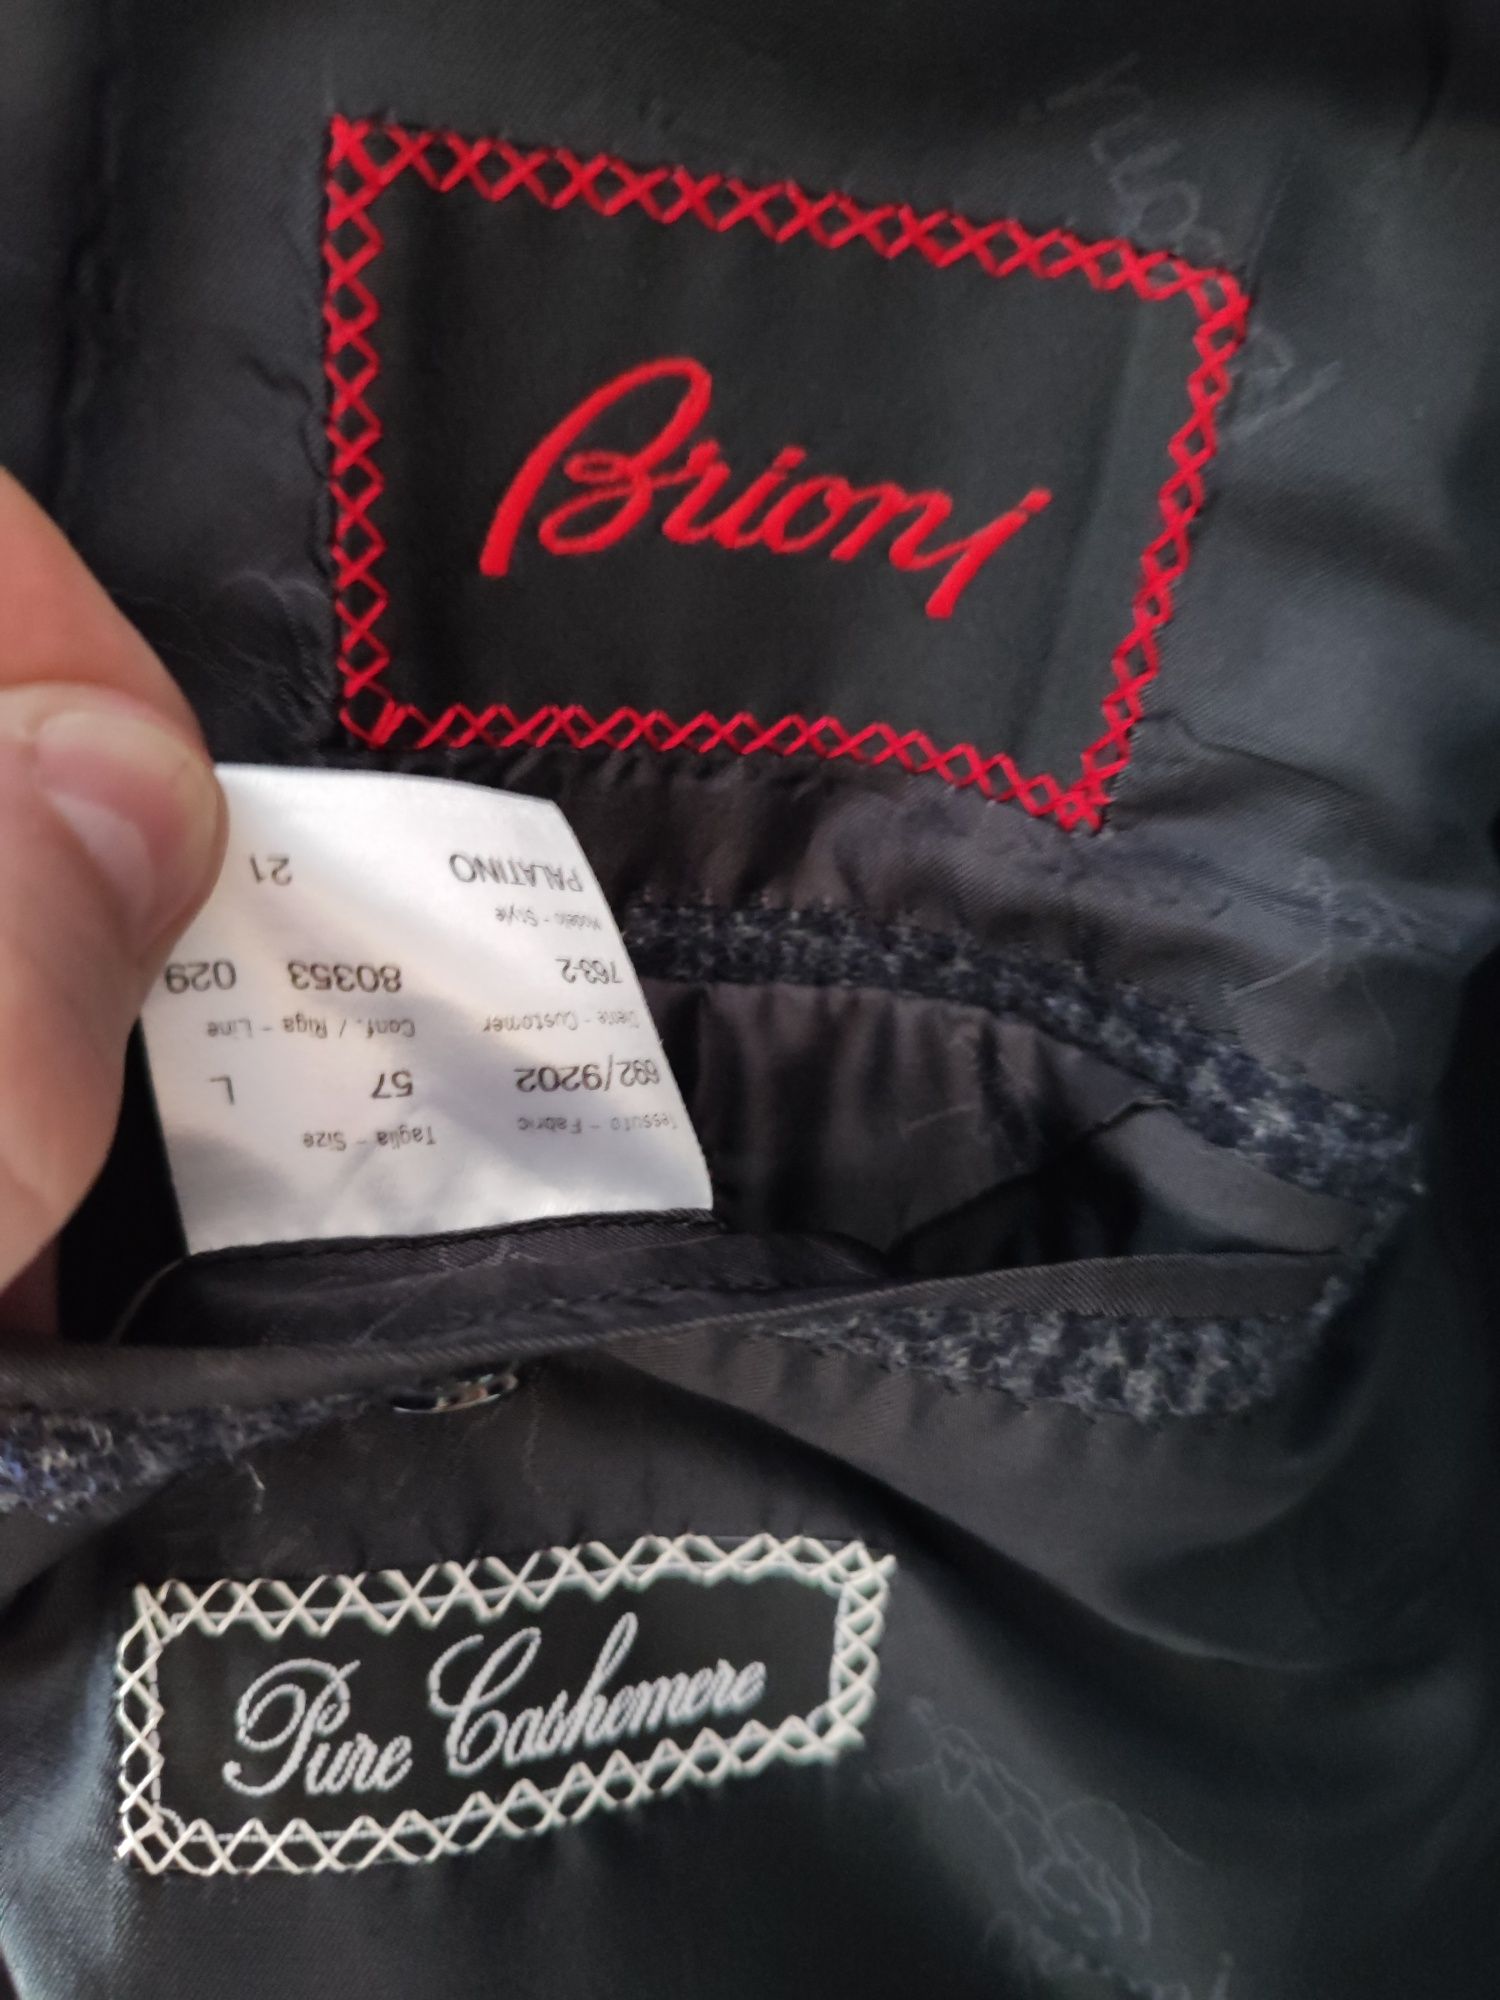 Brioni
Tessuto - Fabric Taglia - Size
692/9202 57 L
Cliente - Customer Conf. / Riga - Line
763-2 80353 029
Modelo - Style
PALATINO 21
Pure Cashemere